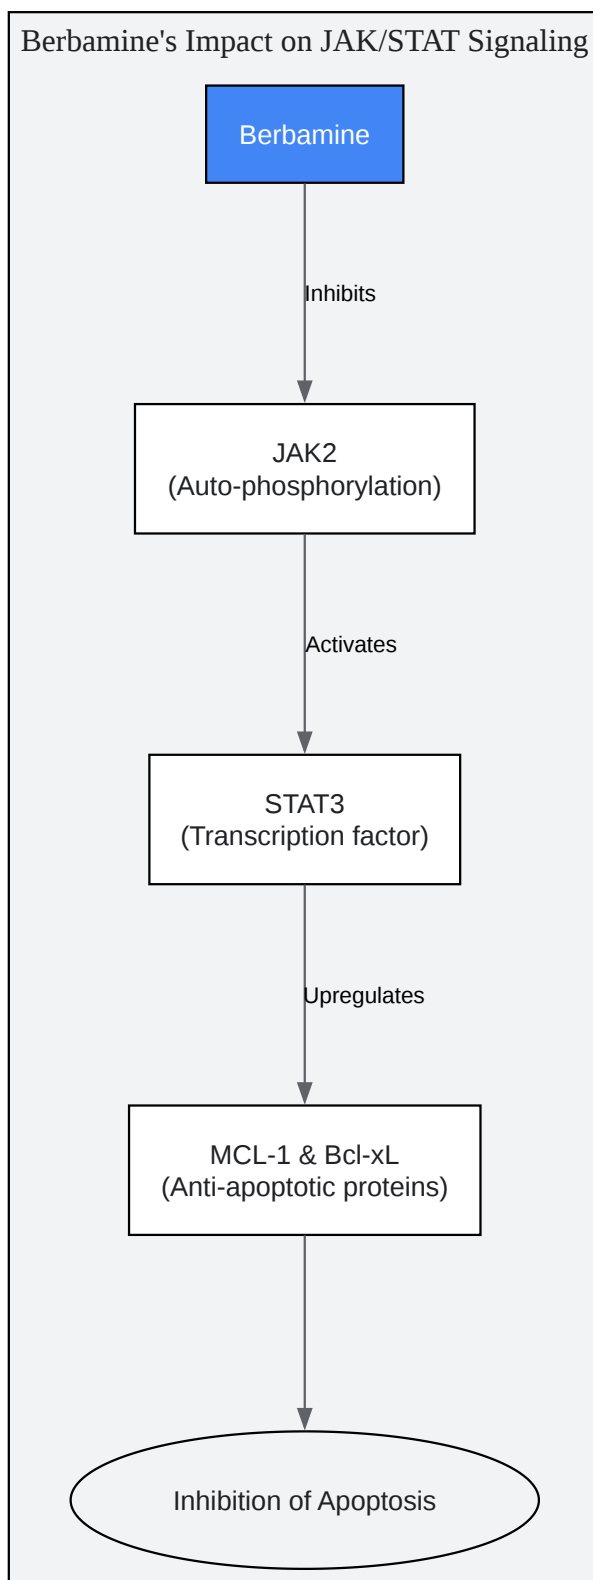 Berbamine's Impact on JAK/STAT Signaling
Berbamine
Inhibits
JAK2
(Auto-phosphorylation)
Activates
STAT3
(Transcription factor)
Upregulates
MCL-1 & Bcl-xL
(Anti-apoptotic proteins)
Inhibition of Apoptosis